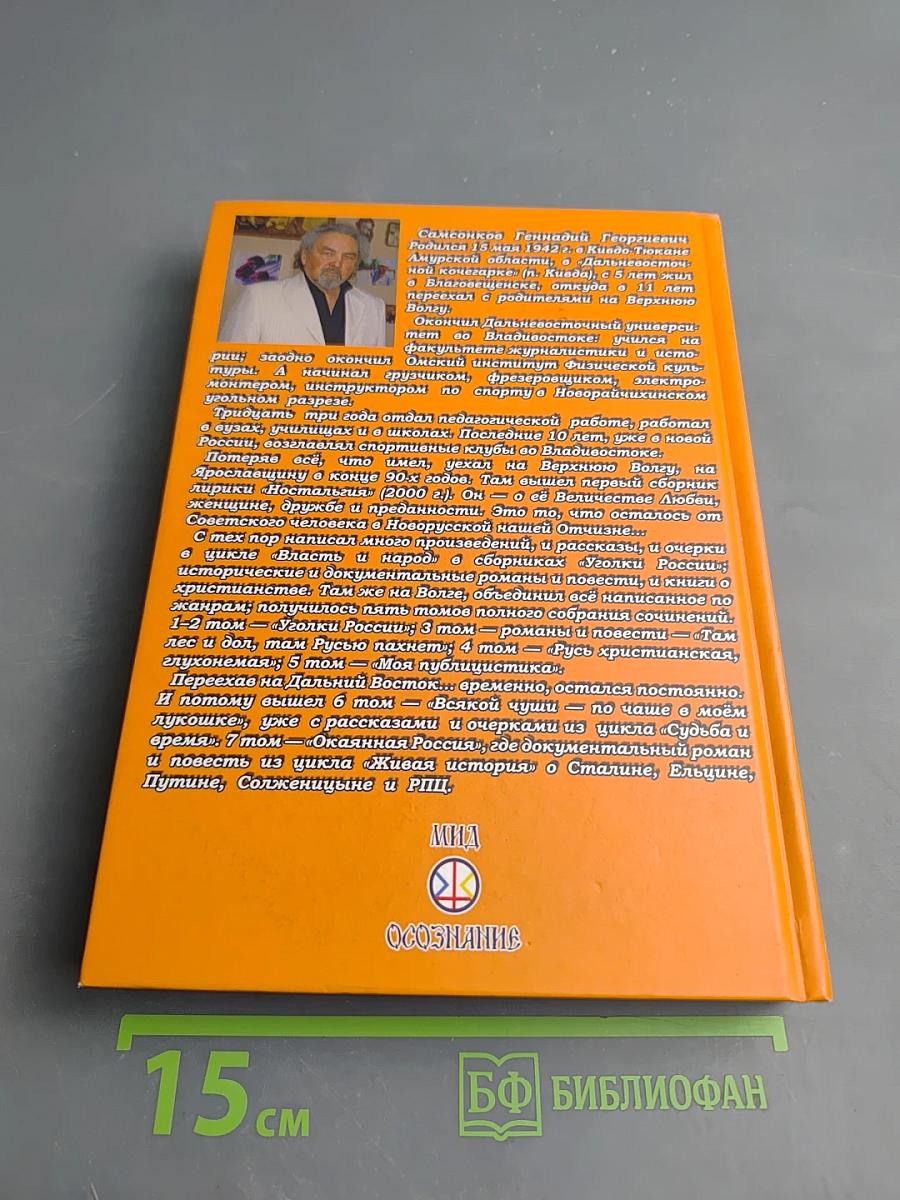 Самсонков Геннадий Георгиевич
Родился 15 мая 1942 г. в Кивдо-Тюкане
Амурской области, в «Дальневосточ-
ной кочегарке» (п. Кивда), с 5 лет жил
в Благовещенске, откуда в 11 лет
переехал с родителями на Верхнюю
Волгу.
Окончил Дальневосточный универси-
тет во Владивостоке: учился на
факультете журналистики и исто-
рии; заодно окончил Омский институт Физической куль-
туры. А начинал грузчиком, фрезеровщиком, электро-
монтером, инструктором по спорту в Новорайчихинском
угольном разрезе.
Тридцать три года отдал педагогической работе, работал
в вузах, училищах и в школах. Последние 10 лет, уже в новой
России, возглавлял спортивные клубы во Владивостоке.
Потеряв всё, что имел, уехал на Верхнюю Волгу, на
Ярославщину в конце 90-х годов. Там вышел первый сборник
лирики «Ностальгия» (2000 г.). Он — о её Величестве Любви,
женщине, дружбе и преданности. Это то, что осталось от
Советского человека в Новорусской нашей Отчизне...
С тех пор написал много произведений, и рассказы, и очерки
в цикле «Власть и народ» в сборниках «Уголки России»;
исторические и документальные романы и повести, и книги о
христианстве. Там же на Волге, объединил всё написанное по
жанрам; получилось пять томов полного собрания сочинений.
1–2 том — «Уголки России»; 3 том — романы и повести — «Там
лес и дол, там Русью пахнет»; 4 том — «Русь христианская,
глухонемая»; 5 том — «Моя публицистика».
Переехав на Дальний Восток... временно, остался постоянно.
И потому вышел 6 том — «Всякой чуши — по чаше в моём
лукошке», уже с рассказами и очерками из цикла «Судьба и
время». 7 том — «Окаянная Россия», где документальный роман
и повесть из цикла «Живая история» о Сталине, Ельцине,
Путине, Солженицыне и РПЦ.
МИД
ОСОЗНАНИЕ
15 см
БФ БИБЛИОФАН